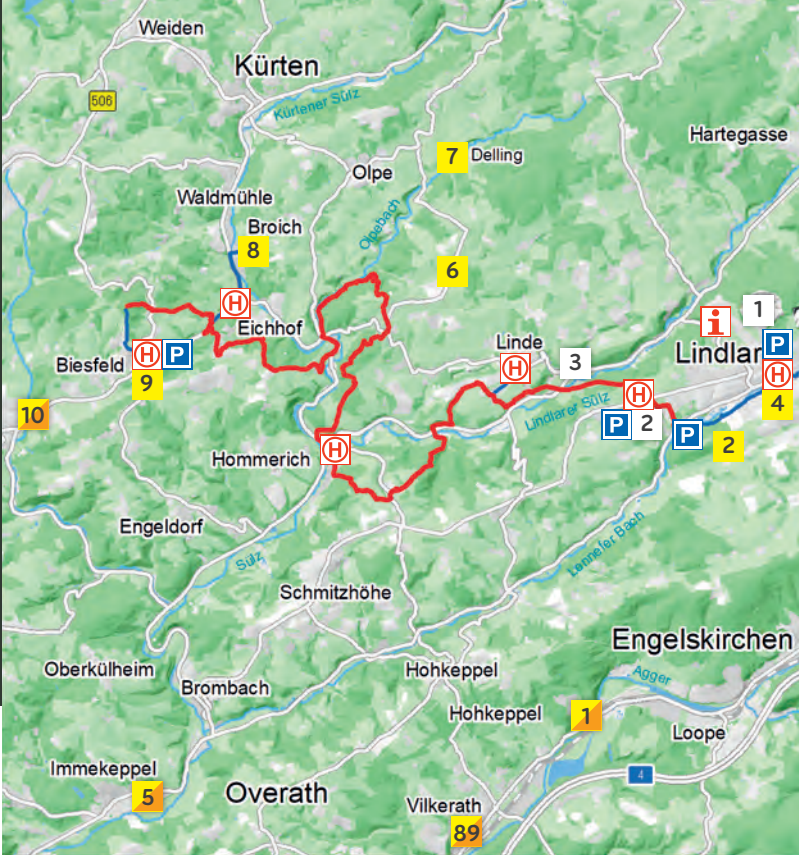 Weiden
Kürten
506
Kürtener Sülz
Hartegasse
7 Delling
Olpe
Waldmühle
Olpebach
Broich
8
6
H
1
i
Eichhof
Linde
Lindlar
P
H P
Biesfeld
H
3
H
9
H
4
Lindlarer Sülz
10
P 2
P
2
H
Hommerich
Engeldorf
Lennefer Bach
Sülz
Schmitzhöhe
Engelskirchen
Oberkülheim
Hohkeppel
Agger
Brombach
Hohkeppel
1
Loope
Immekeppel
4
5
Overath
Vilkerath
89